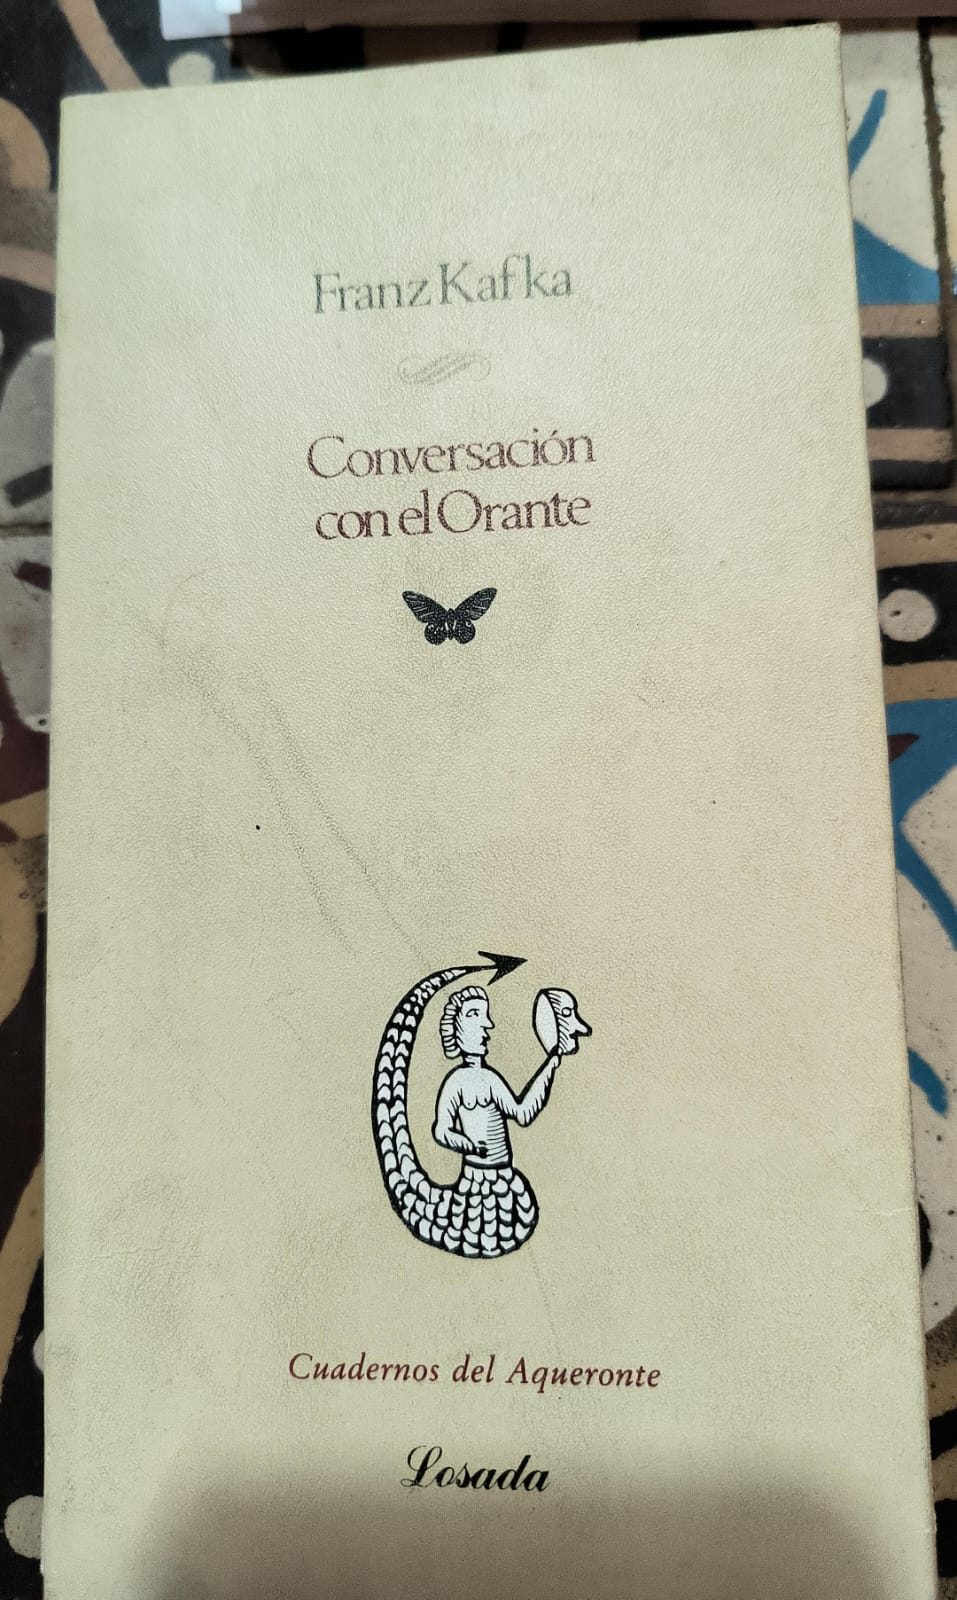 Franz Kafka
Conversación
con el Orante
Cuadernos del Aqueronte
Losada